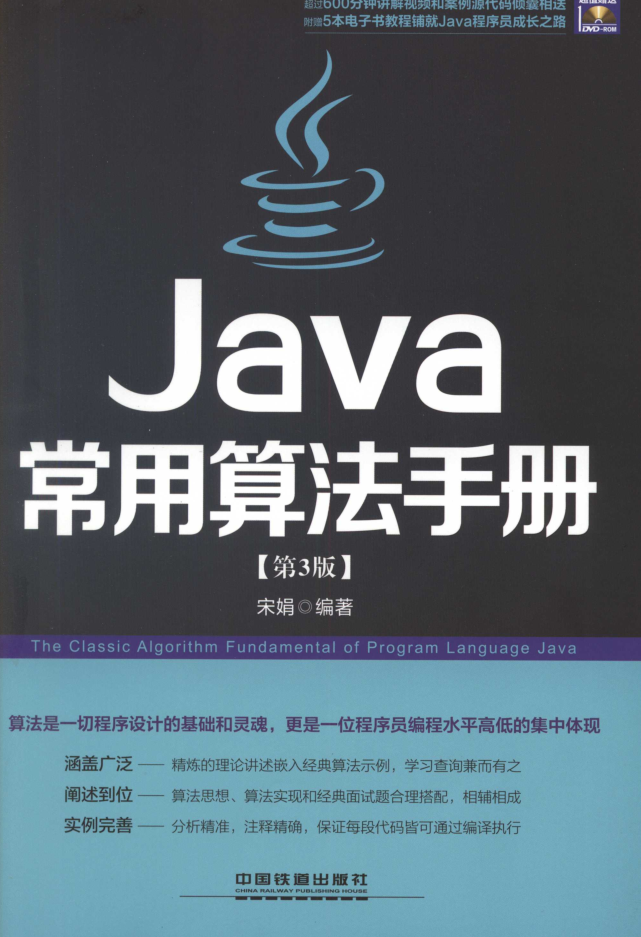 超过600分钟讲解视频和案例源代码倾囊相送
附赠5本电子书教程铺就Java程序员成长之路
超值赠送
1DVD-ROM
Java
常用算法手册
【第3版】
宋娟◎编著
The Classic Algorithm Fundamental of Program Language Java
算法是一切程序设计的基础和灵魂，更是一位程序员编程水平高低的集中体现
涵盖广泛——精炼的理论讲述嵌入经典算法示例，学习查询兼而有之
阐述到位——算法思想、算法实现和经典面试题合理搭配，相辅相成
实例完善——分析精准，注释精确，保证每段代码皆可通过编译执行
中国铁道出版社
CHINA RAILWAY PUBLISHING HOUSE